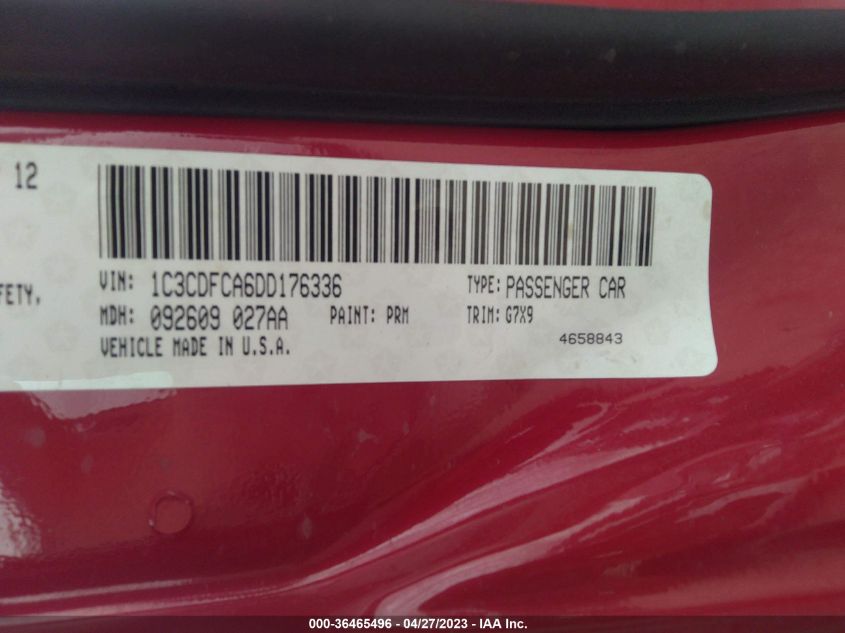 12
FETY,
VIN: 1C3CDFCA6DD176336 TYPE: PASSENGER CAR
MDH: 092609 027AA PAINT: PRM TRIM: G7X9
VEHICLE MADE IN U.S.A. 4658843
000-36465496 - 04/27/2023 - IAA Inc.